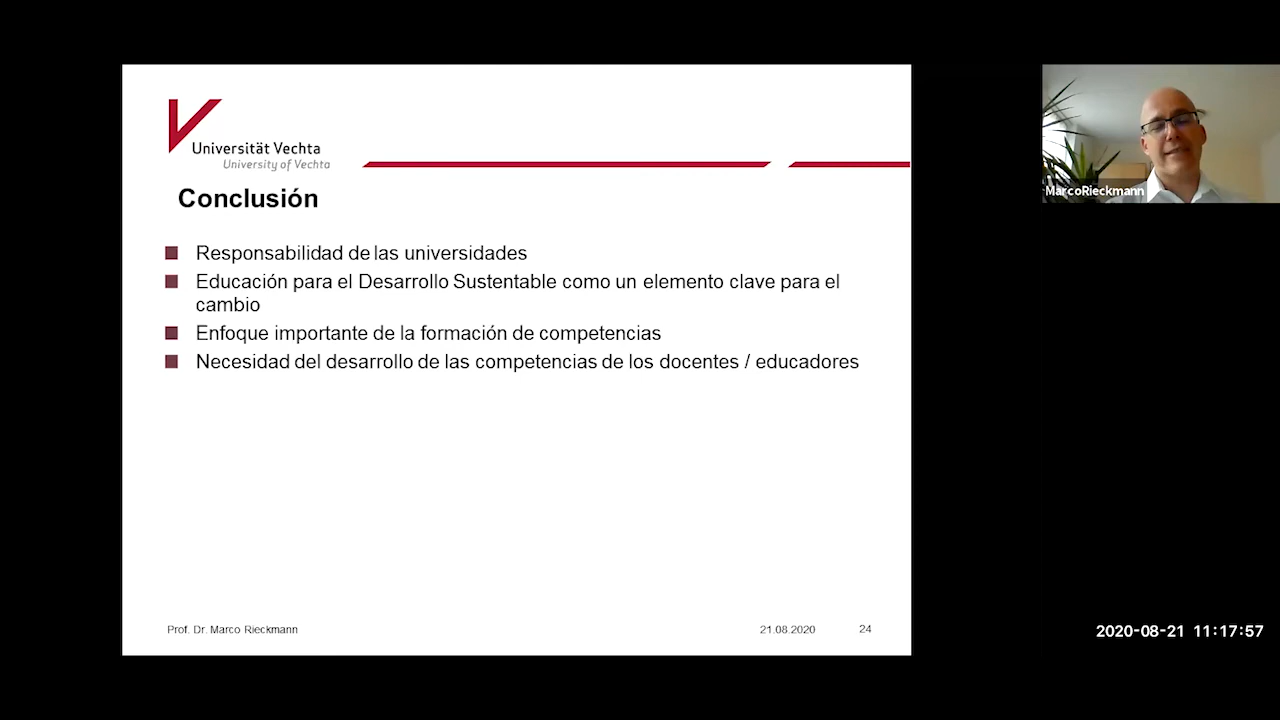 Universität Vechta
University of Vechta
Conclusión
Responsabilidad de las universidades
Educación para el Desarrollo Sustentable como un elemento clave para el
cambio
Enfoque importante de la formación de competencias
Necesidad del desarrollo de las competencias de los docentes / educadores
Prof. Dr. Marco Rieckmann
21.08.2020
24
MarcoRieckmann
2020-08-21 11:17:57